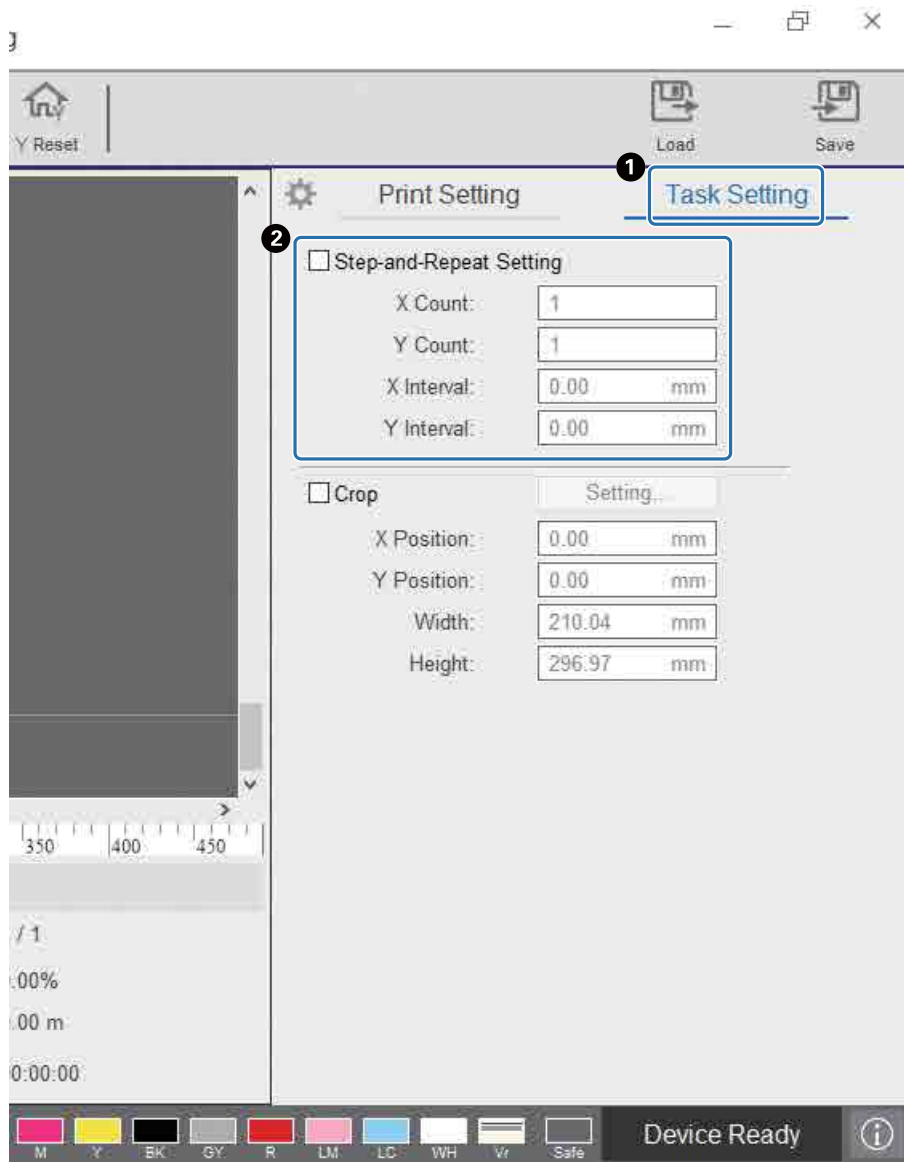 g
Y Reset
Load
Save
1
Print Setting
Task Setting
2
Step-and-Repeat Setting
X Count: 1
Y Count: 1
X Interval: 0.00 mm
Y Interval: 0.00 mm
Crop
Setting...
X Position: 0.00 mm
Y Position: 0.00 mm
Width: 210.04 mm
Height: 296.97 mm
350 400 450
/ 1
.00%
.00 m
0:00:00
M Y BK GY R LM LC WH Vr Safe
Device Ready